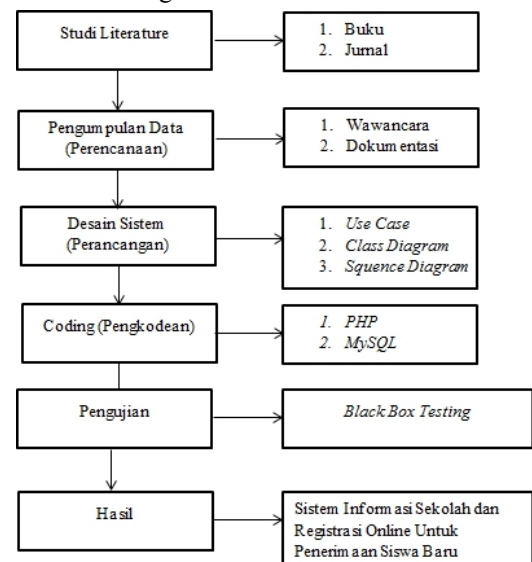 Studi Literature
1. Buku
2. Jurnal
Pengumpulan Data
(Perencanaan)
1. Wawancara
2. Dokumentasi
Desain Sistem
(Perancangan)
1. Use Case
2. Class Diagram
3. Squence Diagram
Coding (Pengkodean)
1. PHP
2. MySQL
Pengujian
Black Box Testing
Hasil
Sistem Informasi Sekolah dan
Registrasi Online Untuk
Penerimaan Siswa Baru